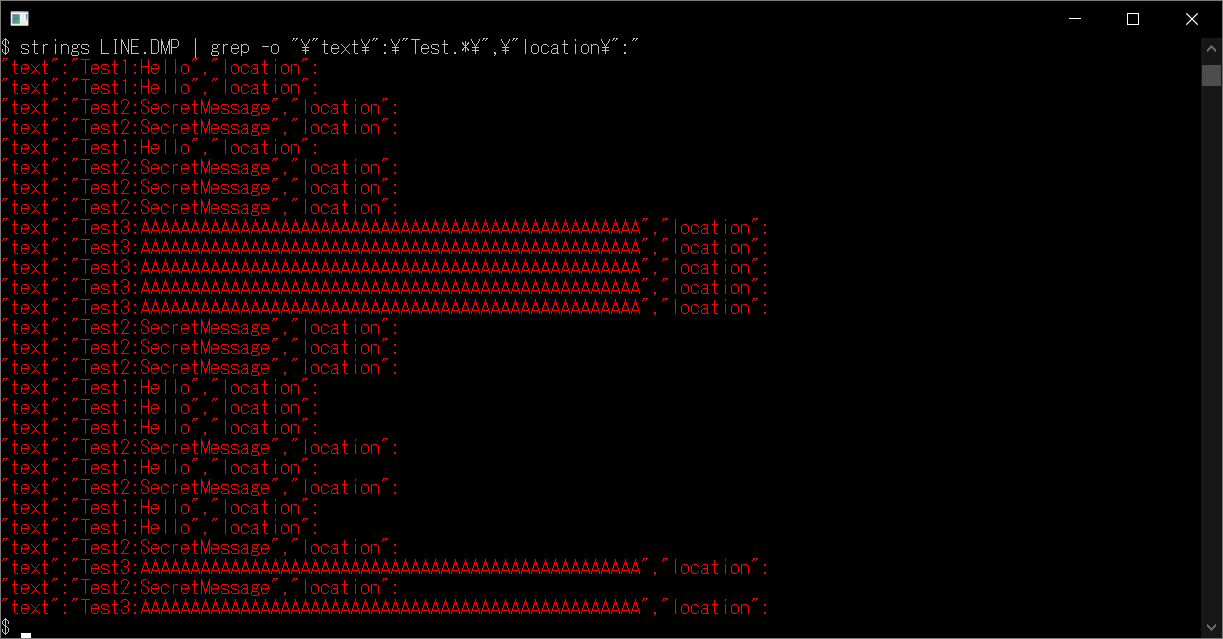 $ strings LINE.DMP | grep -o "¥"text¥":¥"Test.*¥",¥"location¥":"
"text":"Test1:Hello","location":
"text":"Test1:Hello","location":
"text":"Test2:SecretMessage","location":
"text":"Test2:SecretMessage","location":
"text":"Test1:Hello","location":
"text":"Test2:SecretMessage","location":
"text":"Test2:SecretMessage","location":
"text":"Test2:SecretMessage","location":
"text":"Test3:AAAAAAAAAAAAAAAAAAAAAAAAAAAAAAAAAAAAAAAAAAAAAAAAAA","location":
"text":"Test3:AAAAAAAAAAAAAAAAAAAAAAAAAAAAAAAAAAAAAAAAAAAAAAAAAA","location":
"text":"Test3:AAAAAAAAAAAAAAAAAAAAAAAAAAAAAAAAAAAAAAAAAAAAAAAAAA","location":
"text":"Test3:AAAAAAAAAAAAAAAAAAAAAAAAAAAAAAAAAAAAAAAAAAAAAAAAAA","location":
"text":"Test3:AAAAAAAAAAAAAAAAAAAAAAAAAAAAAAAAAAAAAAAAAAAAAAAAAA","location":
"text":"Test2:SecretMessage","location":
"text":"Test2:SecretMessage","location":
"text":"Test2:SecretMessage","location":
"text":"Test1:Hello","location":
"text":"Test1:Hello","location":
"text":"Test1:Hello","location":
"text":"Test2:SecretMessage","location":
"text":"Test1:Hello","location":
"text":"Test2:SecretMessage","location":
"text":"Test1:Hello","location":
"text":"Test1:Hello","location":
"text":"Test2:SecretMessage","location":
"text":"Test3:AAAAAAAAAAAAAAAAAAAAAAAAAAAAAAAAAAAAAAAAAAAAAAAAAA","location":
"text":"Test2:SecretMessage","location":
"text":"Test3:AAAAAAAAAAAAAAAAAAAAAAAAAAAAAAAAAAAAAAAAAAAAAAAAAA","location":
$